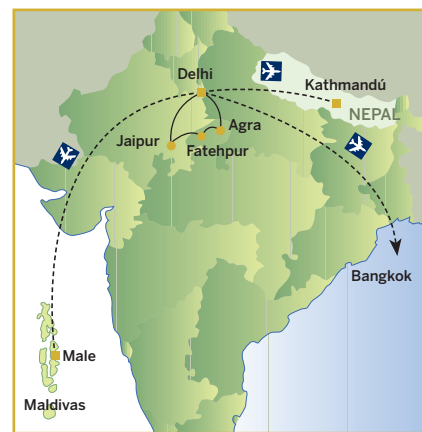 Delhi
Kathmandú
NEPAL
Agra
Jaipur
Fatehpur
Bangkok
Male
Maldivas